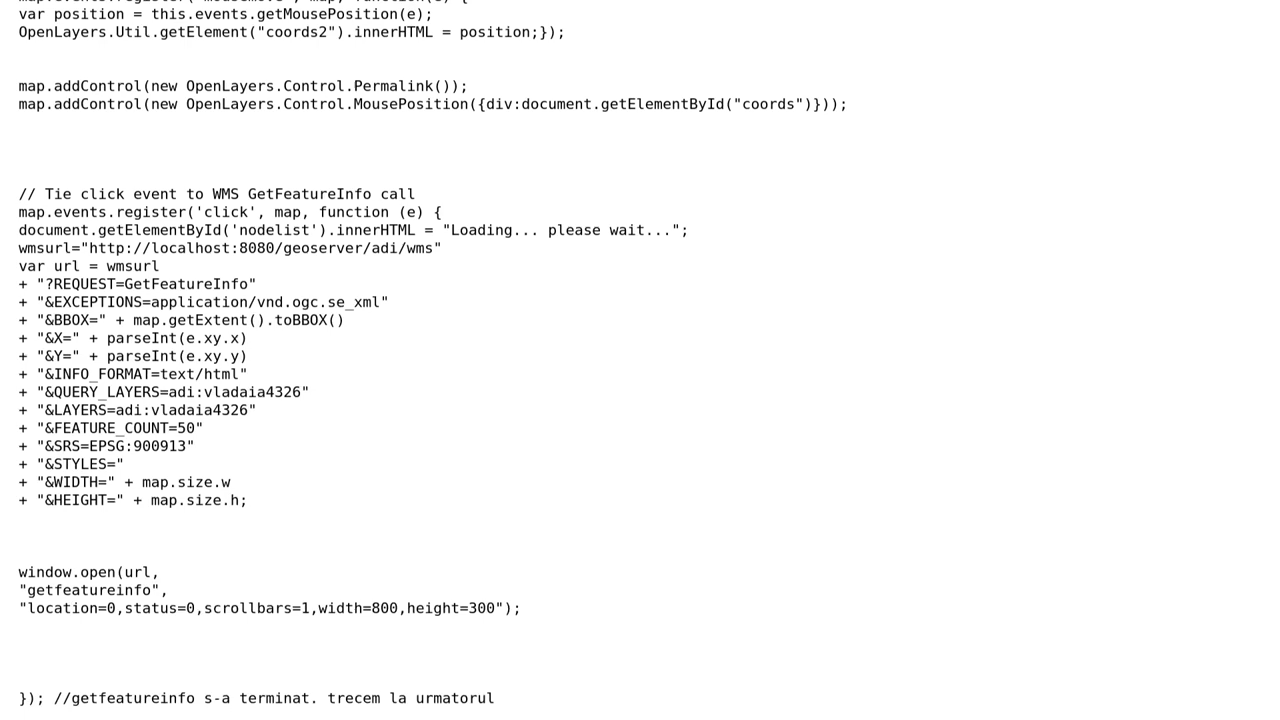 var position = this.events.getMousePosition(e);
OpenLayers.Util.getElement("coords2").innerHTML = position;});
map.addControl(new OpenLayers.Control.Permalink());
map.addControl(new OpenLayers.Control.MousePosition({div:document.getElementById("coords")}));
// Tie click event to WMS GetFeatureInfo call
map.events.register('click', map, function (e) {
document.getElementById('nodelist').innerHTML = "Loading... please wait...";
wmsurl="http://localhost:8080/geoserver/adi/wms"
var url = wmsurl
+ "?REQUEST=GetFeatureInfo"
+ "&EXCEPTIONS=application/vnd.ogc.se_xml"
+ "&BBOX=" + map.getExtent().toBBOX()
+ "&X=" + parseInt(e.xy.x)
+ "&Y=" + parseInt(e.xy.y)
+ "&INFO_FORMAT=text/html"
+ "&QUERY_LAYERS=adi:vladaia4326"
+ "&LAYERS=adi:vladaia4326"
+ "&FEATURE_COUNT=50"
+ "&SRS=EPSG:900913"
+ "&STYLES="
+ "&WIDTH=" + map.size.w
+ "&HEIGHT=" + map.size.h;
window.open(url,
"getfeatureinfo",
"location=0,status=0,scrollbars=1,width=800,height=300");
}); //getfeatureinfo s-a terminat. trecem la urmatorul